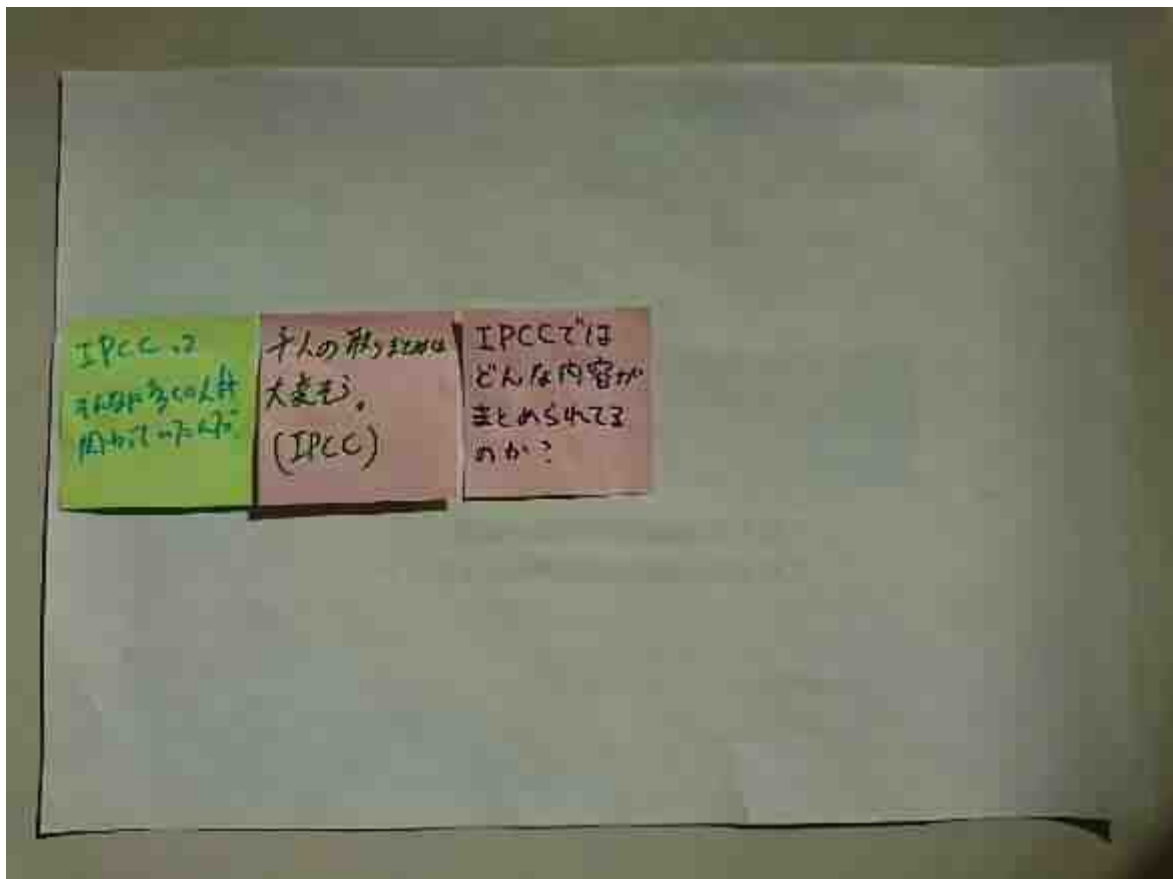 IPCCって
そんなに多くの人が
関わっていたんだ。
千人の取りまとめは
大変そう。
(IPCC)
IPCCでは
どんな内容が
まとめられてる
のか？